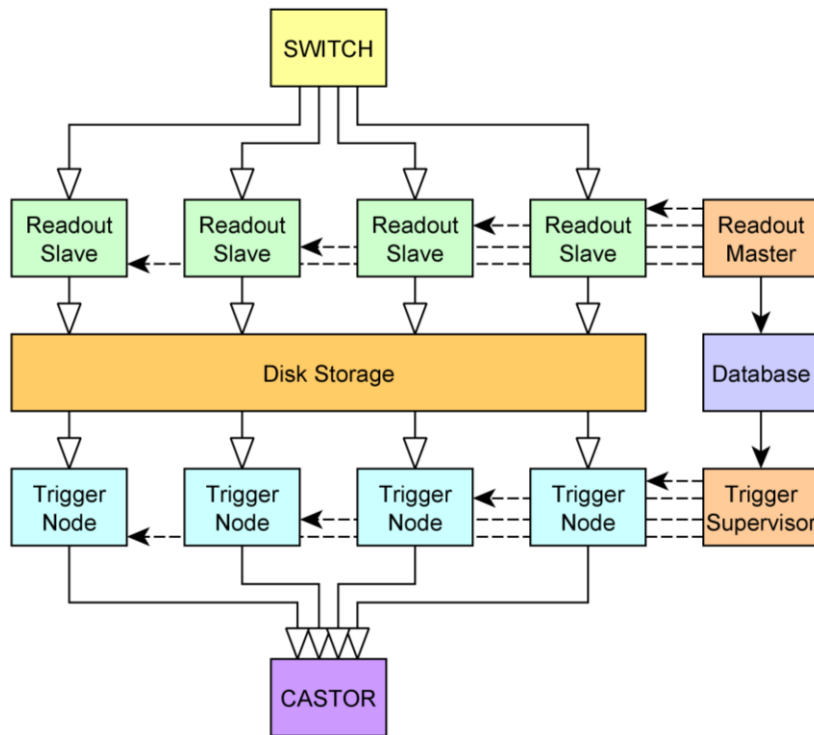 SWITCH
Readout
Slave
Readout
Slave
Readout
Slave
Readout
Slave
Readout
Master
Disk Storage
Database
Trigger
Node
Trigger
Node
Trigger
Node
Trigger
Node
Trigger
Supervisor
CASTOR